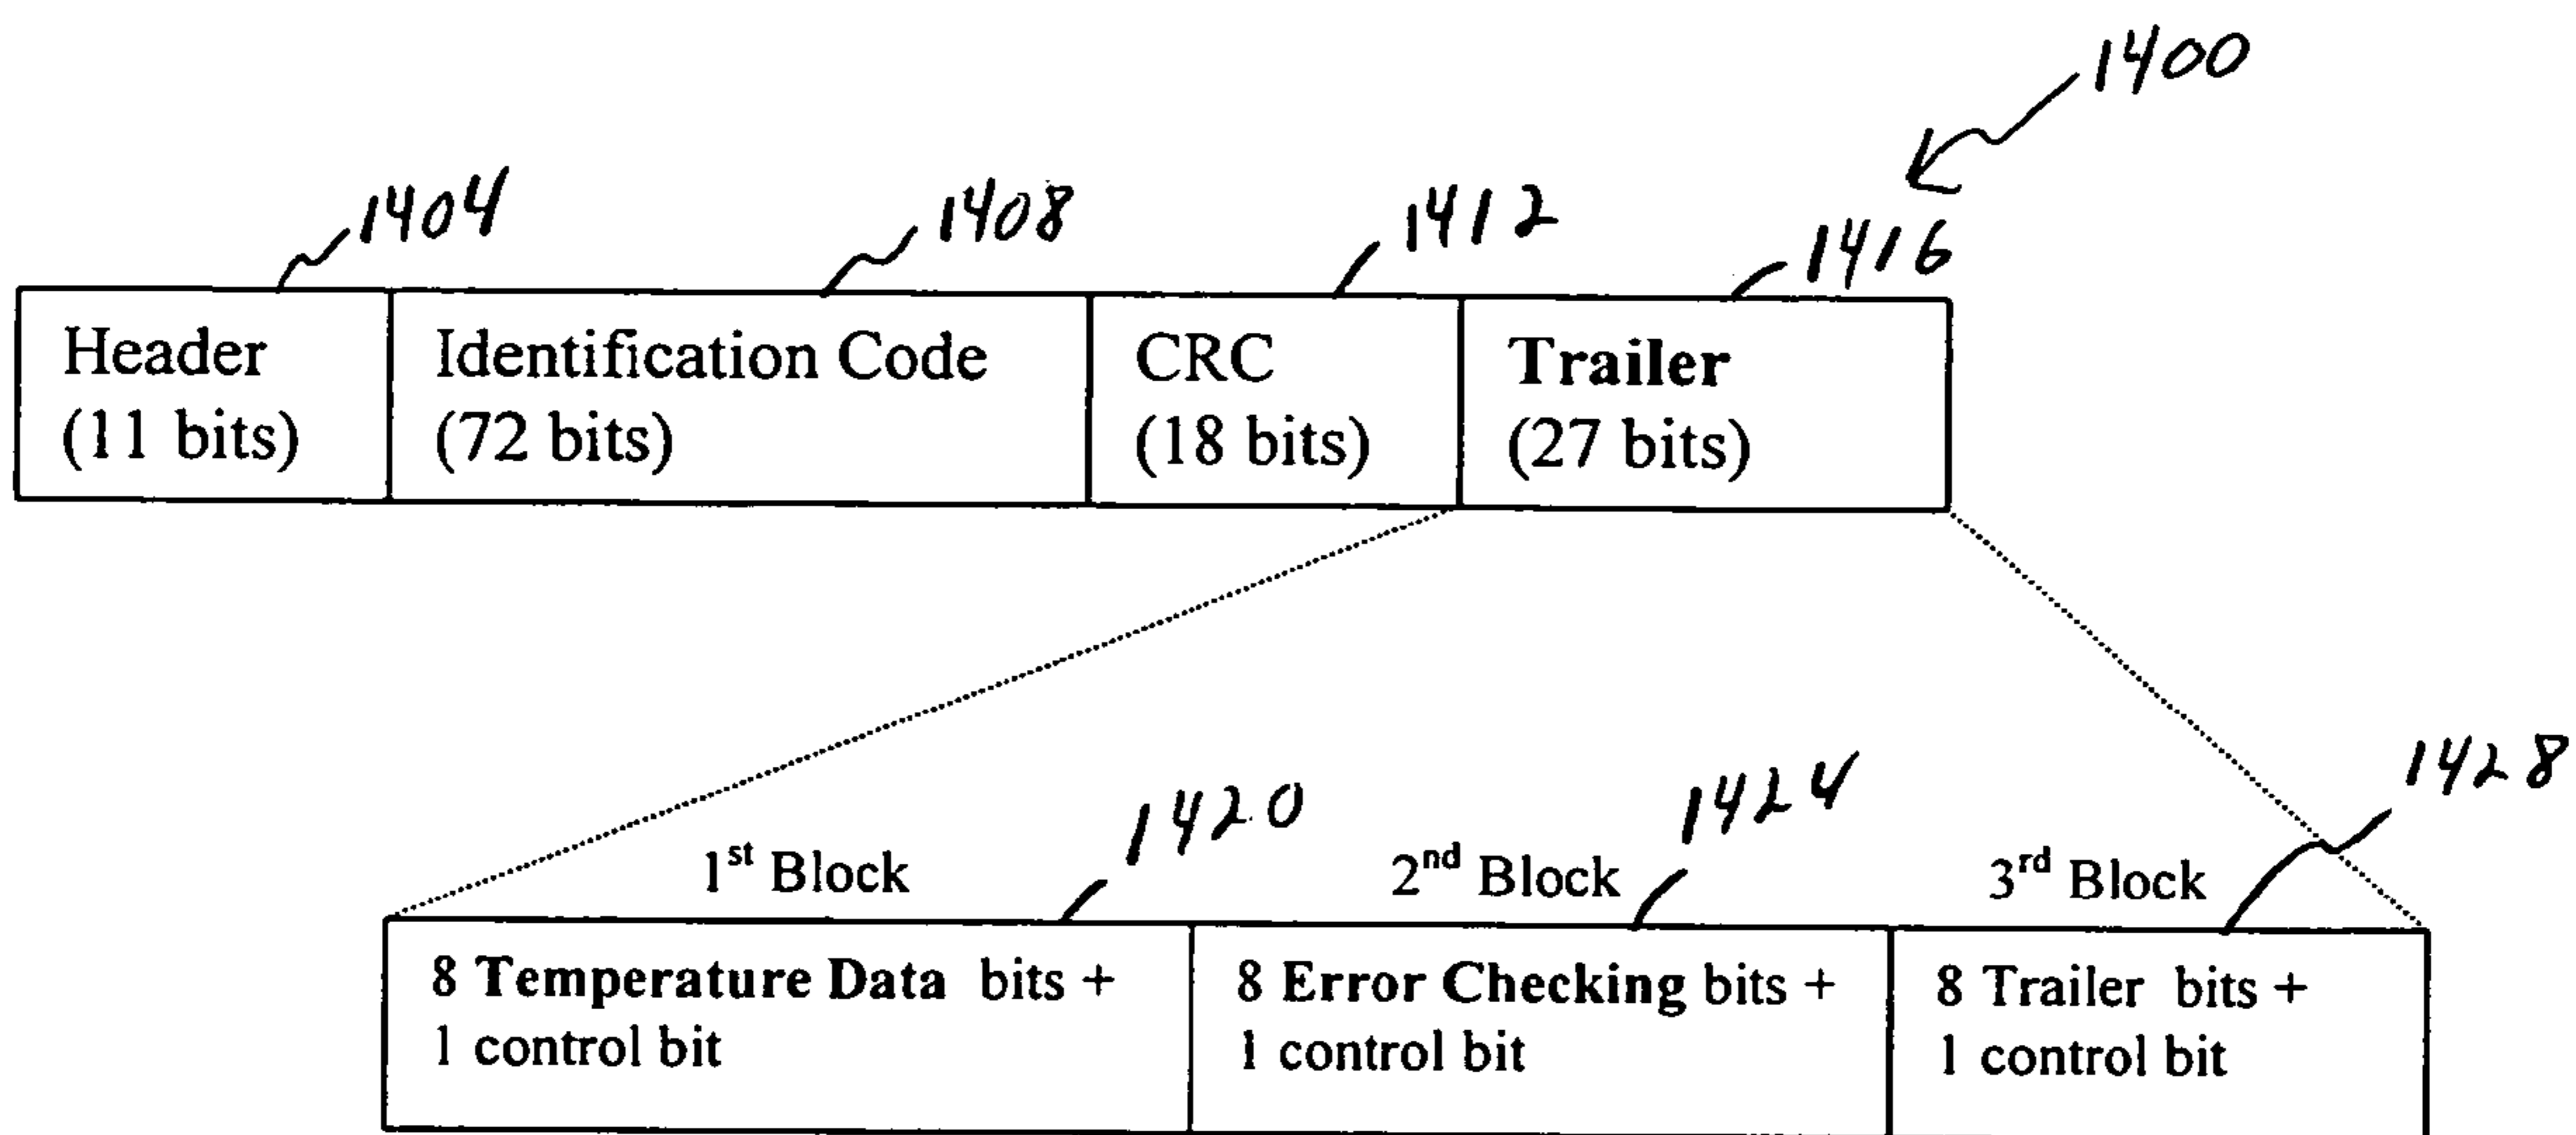 1400
1404
1408
1412
1416
Header
(11 bits)
Identification Code
(72 bits)
CRC
(18 bits)
Trailer
(27 bits)
1420
1424
1428
1st Block
2nd Block
3rd Block
8 Temperature Data bits +
1 control bit
8 Error Checking bits +
1 control bit
8 Trailer bits +
1 control bit